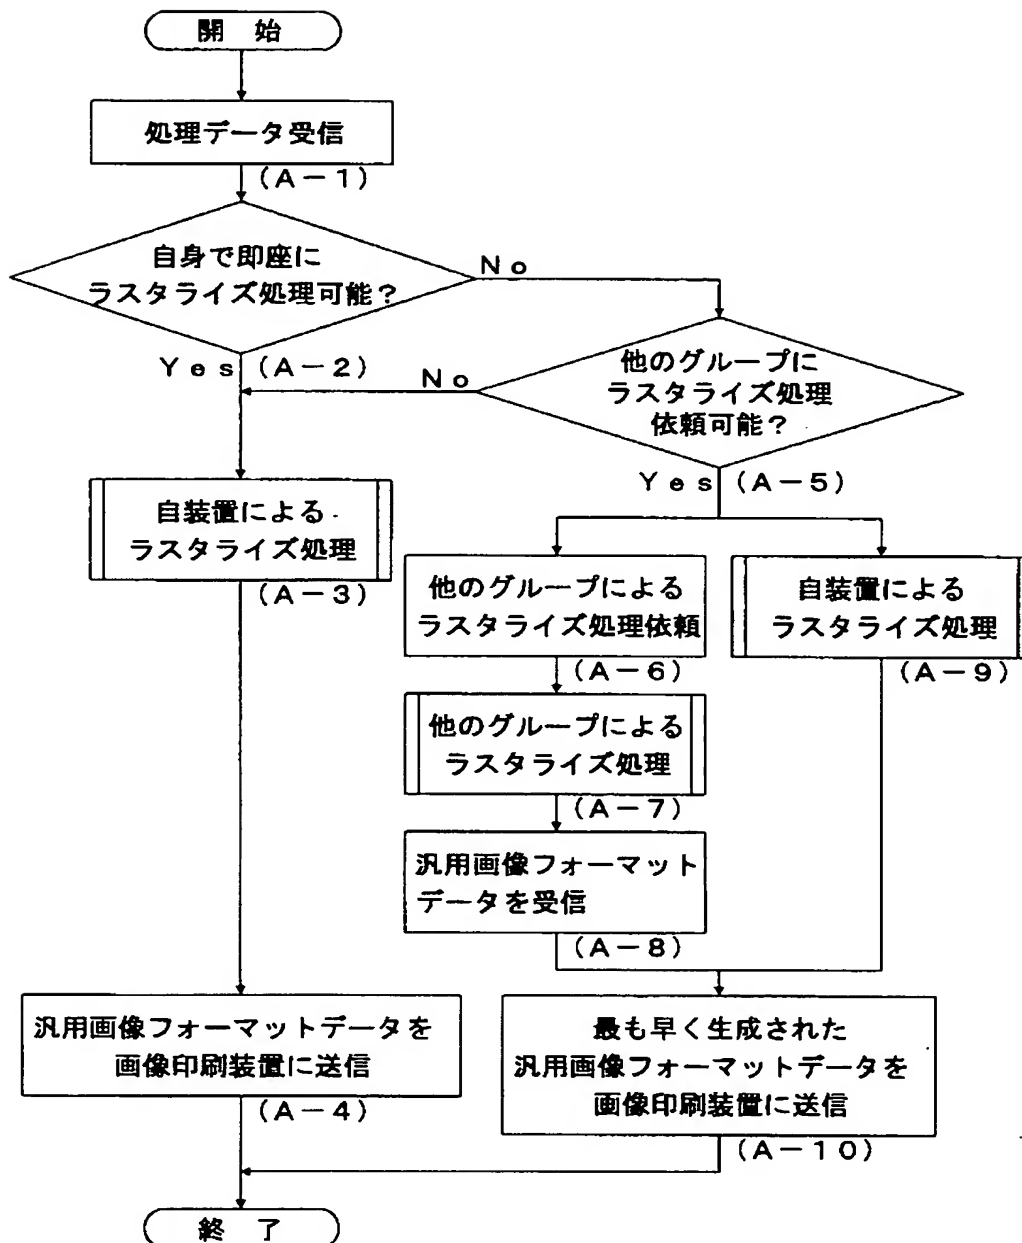 開 始
処理データ受信
(A-1)
自身で即座に
ラスタライズ処理可能?
No
Yes (A-2)
No
他のグループに
ラスタライズ処理
依頼可能?
Yes (A-5)
自装置による
ラスタライズ処理
(A-3)
他のグループによる
ラスタライズ処理依頼
(A-6)
自装置による
ラスタライズ処理
(A-9)
他のグループによる
ラスタライズ処理
(A-7)
汎用画像フォーマット
データを受信
(A-8)
汎用画像フォーマットデータを
画像印刷装置に送信
(A-4)
最も早く生成された
汎用画像フォーマットデータを
画像印刷装置に送信
(A-10)
終 了